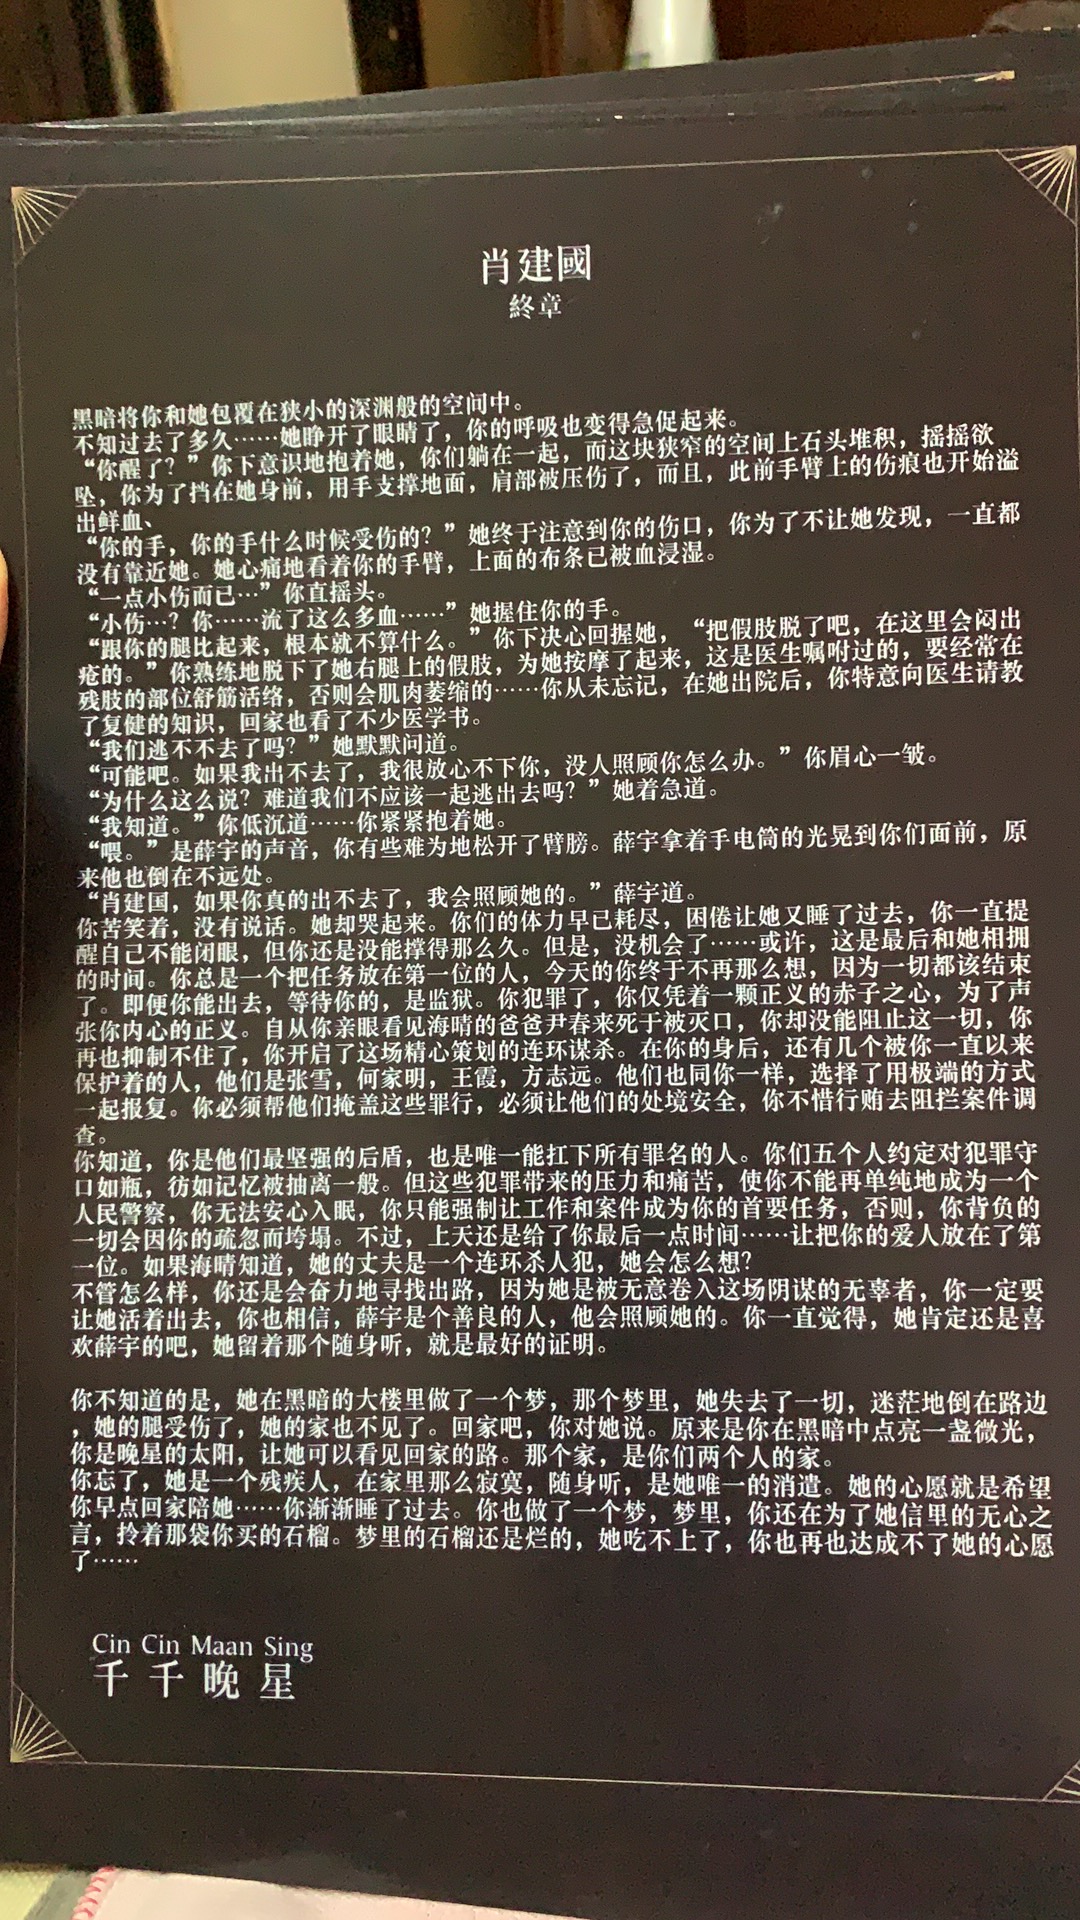 肖建國
終章
黑暗将你和她包覆在狭小的深渊般的空间中。
不知过去了多久……她睁开了眼睛了，你的呼吸也变得急促起来。
“你醒了？”你下意识地抱着她，你们躺在一起，而这块狭窄的空间上石头堆积，摇摇欲
坠，你为了挡在她身前，用手支撑地面，肩部被压伤了，而且，此前手臂上的伤痕也开始溢
出鲜血、
“你的手，你的手什么时候受伤的？”她终于注意到你的伤口，你为了不让她发现，一直都
没有靠近她。她心痛地看着你的手臂，上面的布条已被血浸湿。
“一点小伤而已…”你直摇头。
“小伤…？你……流了这么多血……”她握住你的手。
“跟你的腿比起来，根本就不算什么。”你下决心回握她，“把假肢脱了吧，在这里会闷出
疮的。”你熟练地脱下了她右腿上的假肢，为她按摩了起来，这是医生嘱咐过的，要经常在
残肢的部位舒筋活络，否则会肌肉萎缩的……你从未忘记，在她出院后，你特意向医生请教
了复健的知识，回家也看了不少医学书。
“我们逃不不去了吗？”她默默问道。
“可能吧。如果我出不去了，我很放心不下你，没人照顾你怎么办。”你眉心一皱。
“为什么这么说？难道我们不应该一起逃出去吗？”她着急道。
“我知道。”你低沉道……你紧紧抱着她。
“喂。”是薛宇的声音，你有些难为地松开了臂膀。薛宇拿着手电筒的光晃到你们面前，原
来他也倒在不远处。
“肖建国，如果你真的出不去了，我会照顾她的。”薛宇道。
你苦笑着，没有说话。她却哭起来。你们的体力早已耗尽，困倦让她又睡了过去，你一直提
醒自己不能闭眼，但你还是没能撑得那么久。但是，没机会了……或许，这是最后和她相拥
的时间。你总是一个把任务放在第一位的人，今天的你终于不再那么想，因为一切都该结束
了。即便你能出去，等待你的，是监狱。你犯罪了，你仅凭着一颗正义的赤子之心，为了声
张你内心的正义。自从你亲眼看见海晴的爸爸尹春来死于被灭口，你却没能阻止这一切，你
再也抑制不住了，你开启了这场精心策划的连环谋杀。在你的身后，还有几个被你一直以来
保护着的人，他们是张雪，何家明，王霞，方志远。他们也同你一样，选择了用极端的方式
一起报复。你必须帮他们掩盖这些罪行，必须让他们的处境安全，你不惜行贿去阻拦案件调
查。
你知道，你是他们最坚强的后盾，也是唯一能扛下所有罪名的人。你们五个人约定对犯罪守
口如瓶，彷如记忆被抽离一般。但这些犯罪带来的压力和痛苦，使你不能再单纯地成为一个
人民警察，你无法安心入眠，你只能强制让工作和案件成为你的首要任务，否则，你背负的
一切会因你的疏忽而垮塌。不过，上天还是给了你最后一点时间……让把你的爱人放在了第
一位。如果海晴知道，她的丈夫是一个连环杀人犯，她会怎么想？
不管怎么样，你还是会奋力地寻找出路，因为她是被无意卷入这场阴谋的无辜者，你一定要
让她活着出去，你也相信，薛宇是个善良的人，他会照顾她的。你一直觉得，她肯定还是喜
欢薛宇的吧，她留着那个随身听，就是最好的证明。
你不知道的是，她在黑暗的大楼里做了一个梦，那个梦里，她失去了一切，迷茫地倒在路边
，她的腿受伤了，她的家也不见了。回家吧，你对她说。原来是你在黑暗中点亮一盏微光，
你是晚星的太阳，让她可以看见回家的路。那个家，是你们两个人的家。
你忘了，她是一个残疾人，在家里那么寂寞，随身听，是她唯一的消遣。她的心愿就是希望
你早点回家陪她……你渐渐睡了过去。你也做了一个梦，梦里，你还在为了她信里的无心之
言，拎着那袋你买的石榴。梦里的石榴还是烂的，她吃不上了，你也再也达成不了她的心愿
了……
Cin Cin Maan Sing
千千晚星